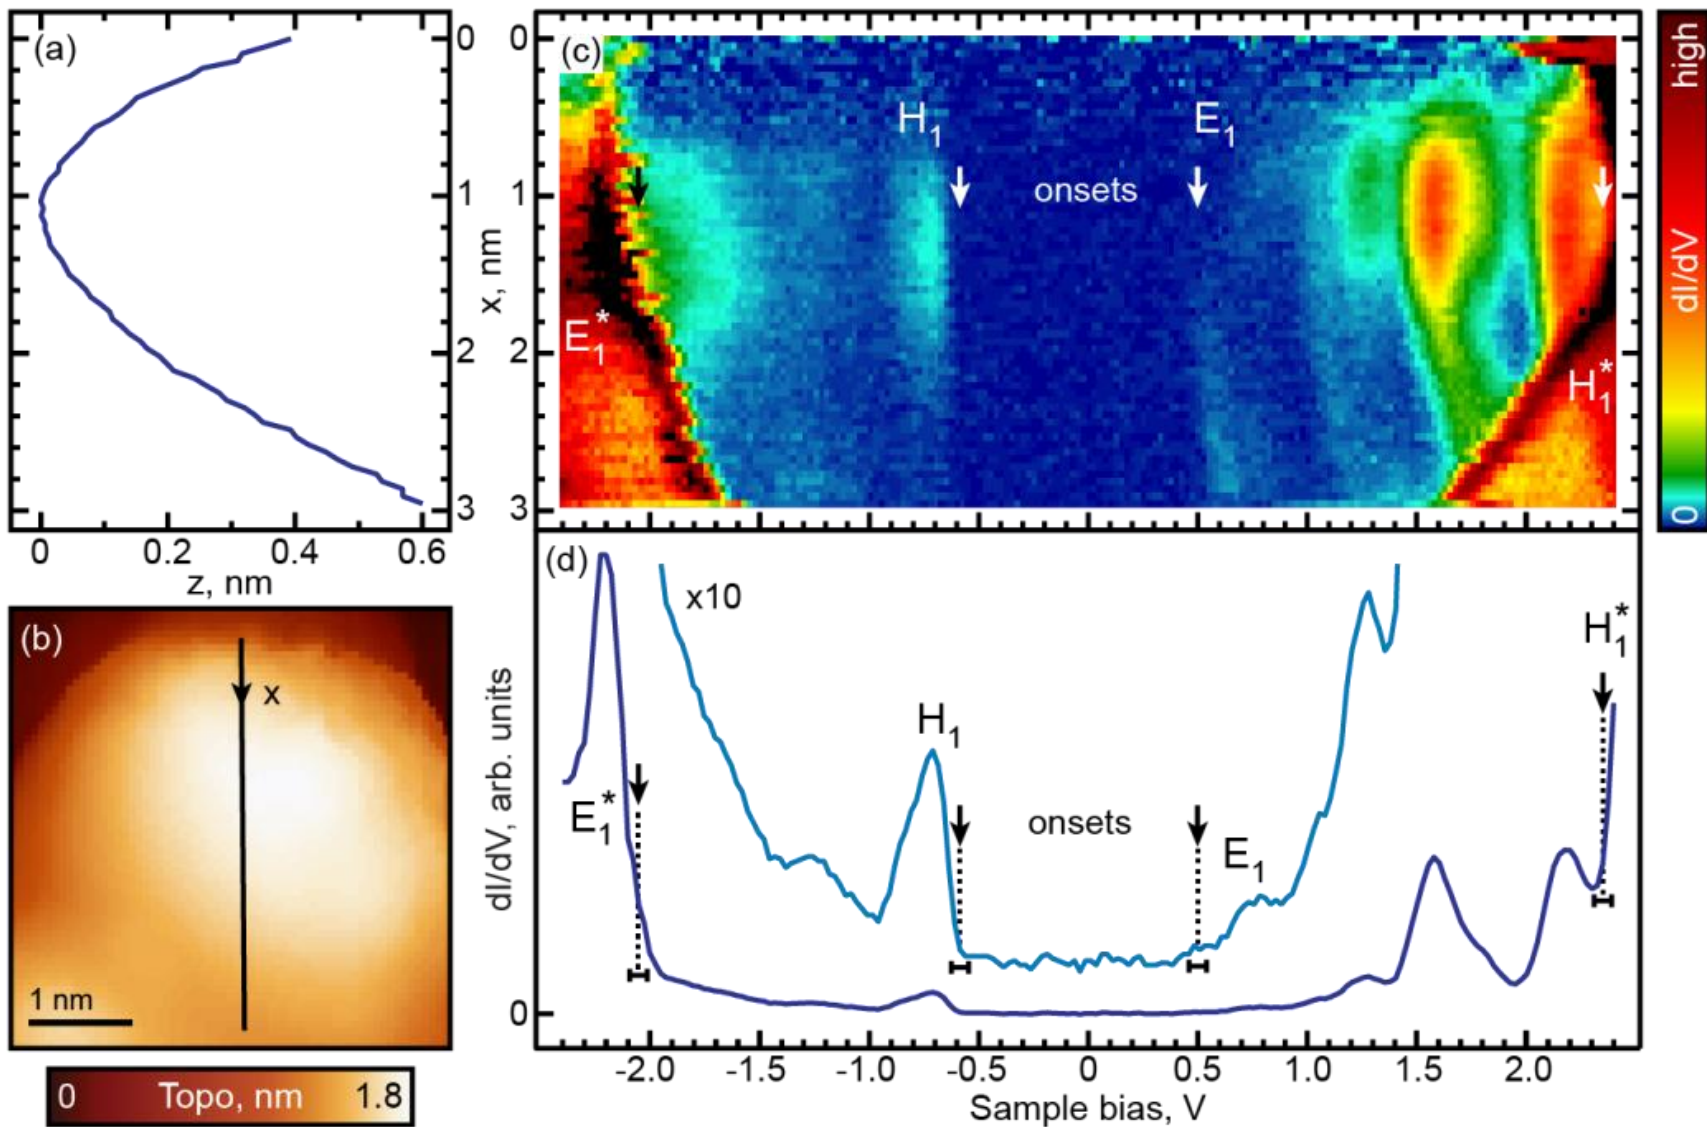 (a)
0
1
2
3
x, nm
0 0.2 0.4 0.6
z, nm
(b)
x
1 nm
0 Topo, nm 1.8
(c)
0
1
2
3
H1
E1
onsets
E1*
H1*
high
dI/dV
0
(d)
x10
dI/dV, arb. units
H1*
H1
E1*
onsets
E1
0
-2.0 -1.5 -1.0 -0.5 0 0.5 1.0 1.5 2.0
Sample bias, V